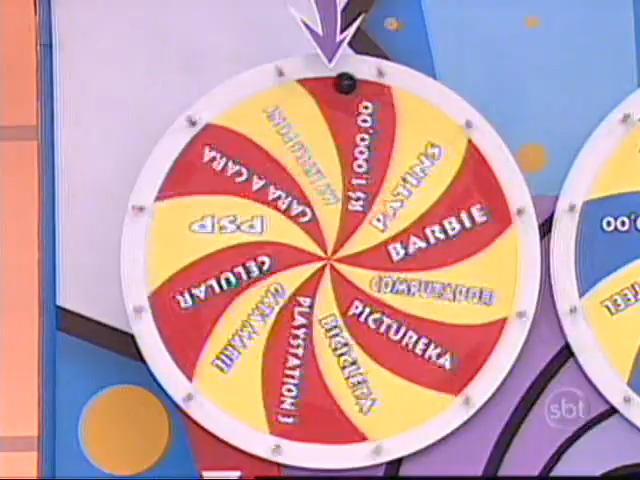 R$ 1.000,00
PATINS
BARBIE
COMPUTADOR
PICTUREKA
BICICLETA
PLAYSTATION 3
CELULAR
PSP
CARA A CARA
sbt